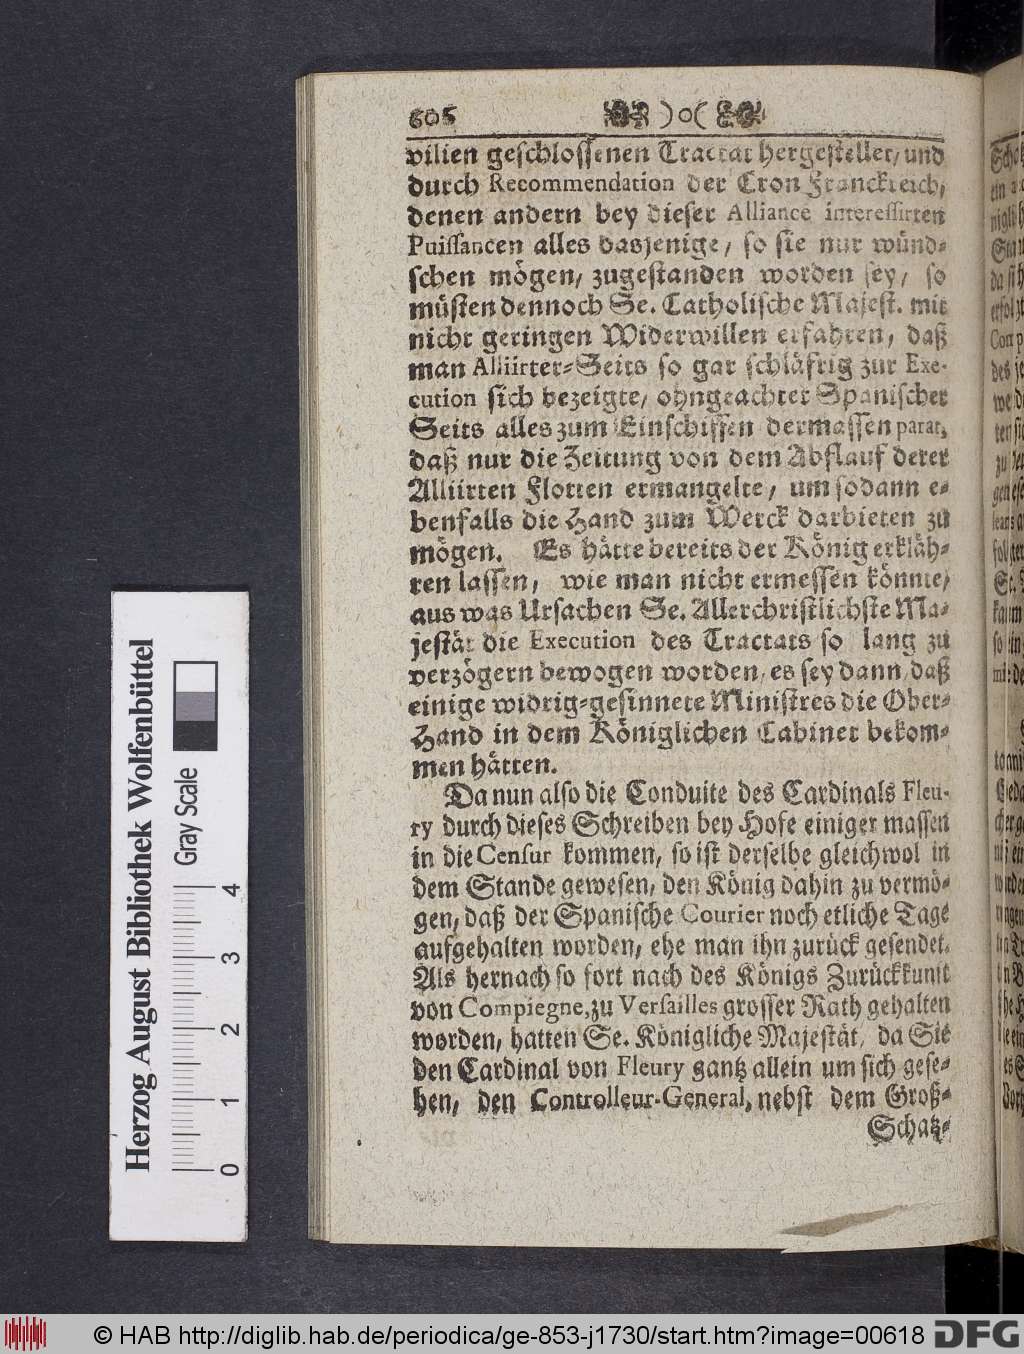 606 )o(
vilien geschlossenen Tractat hergestellet, und
durch Recommendation der Cron Franckreich,
denen andern bey dieser Alliance interessirten
Puissancen alles dasjenige, so sie nur wünd-
schen mögen, zugestanden worden sey, so
müsten dennoch Se. Catholische Majest. mit
nicht geringen Widerwillen erfahren, daß
man Alliirter-Seits so gar schläfrig zur Exe-
cution sich bezeigte, ohngeachtet Spanischer
Seits alles zum Einschiffen dermassen parat,
daß nur die Zeitung von dem Abflauf derer
Alliirten Flotten ermangelte, um sodann e-
benfalls die Hand zum Werck darbieten zu
mögen. Es hätte bereits der König erkläh-
ren lassen, wie man nicht ermessen könnte,
aus was Ursachen Se. Allerchristlichste Ma-
jestät die Execution des Tractats so lang zu
verzögern bewogen worden, es sey dann, daß
einige widrig-gesinnete Ministres die Ober-
Hand in dem Königlichen Cabinet bekom-
men hätten.
Da nun also die Conduite des Cardinals Fleu-
ry durch dieses Schreiben bey Hofe einiger massen
in die Censur kommen, so ist derselbe gleichwol in
dem Stande gewesen, den König dahin zu vermö-
gen, daß der Spanische Courier noch etliche Tage
aufgehalten worden, ehe man ihn zurück gesendet.
Als hernach so fort nach des Königs Zurückkunft
von Compiegne, zu Versailles grosser Rath gehalten
worden, hatten Se. Königliche Majestät, da Sie
den Cardinal von Fleury gantz allein um sich gese-
hen, den Controlleur-General, nebst dem Groß-
Schatz-
Herzog August Bibliothek Wolfenbüttel
Gray Scale
0 1 2 3 4
© HAB http://diglib.hab.de/periodica/ge-853-j1730/start.htm?image=00618 DFG